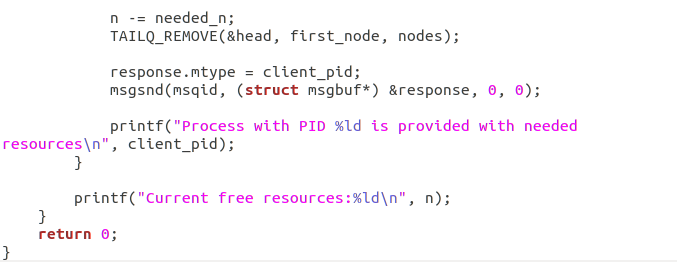 n -= needed_n;
            TAILQ_REMOVE(&head, first_node, nodes);

            response.mtype = client_pid;
            msgsnd(msqid, (struct msgbuf*) &response, 0, 0);

            printf("Process with PID %ld is provided with needed
resources\n", client_pid);
        }

        printf("Current free resources:%ld\n", n);
    }
    return 0;
}